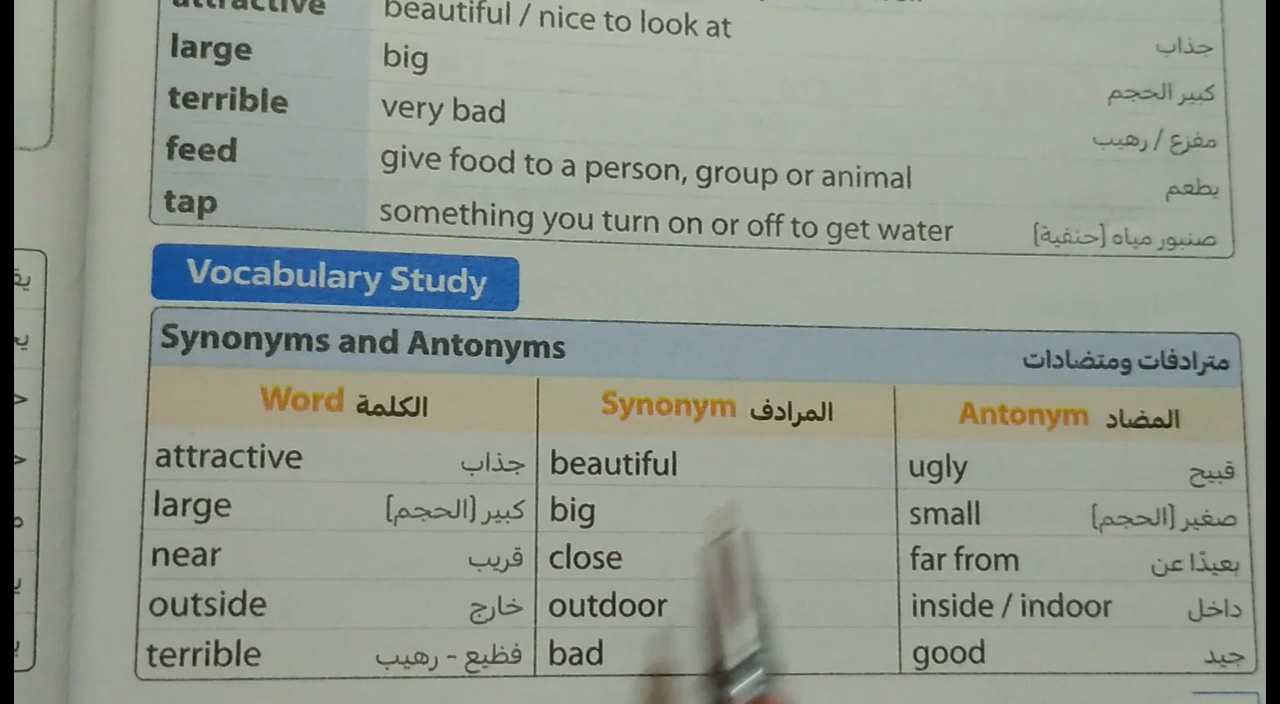 attractive beautiful / nice to look at جذاب
large big كبير الحجم
terrible very bad مفزع / رهيب
feed give food to a person, group or animal يطعم
tap something you turn on or off to get water صنبور مياه [حنفية]
Vocabulary Study
Synonyms and Antonyms مترادفات ومتضادات
Word الكلمة Synonym المرادف Antonym المضاد
attractive جذاب beautiful ugly قبيح
large كبير [الحجم] big small صغير [الحجم]
near قريب close far from بعيدًا عن
outside خارج outdoor inside / indoor داخل
terrible فظيع - رهيب bad good جيد